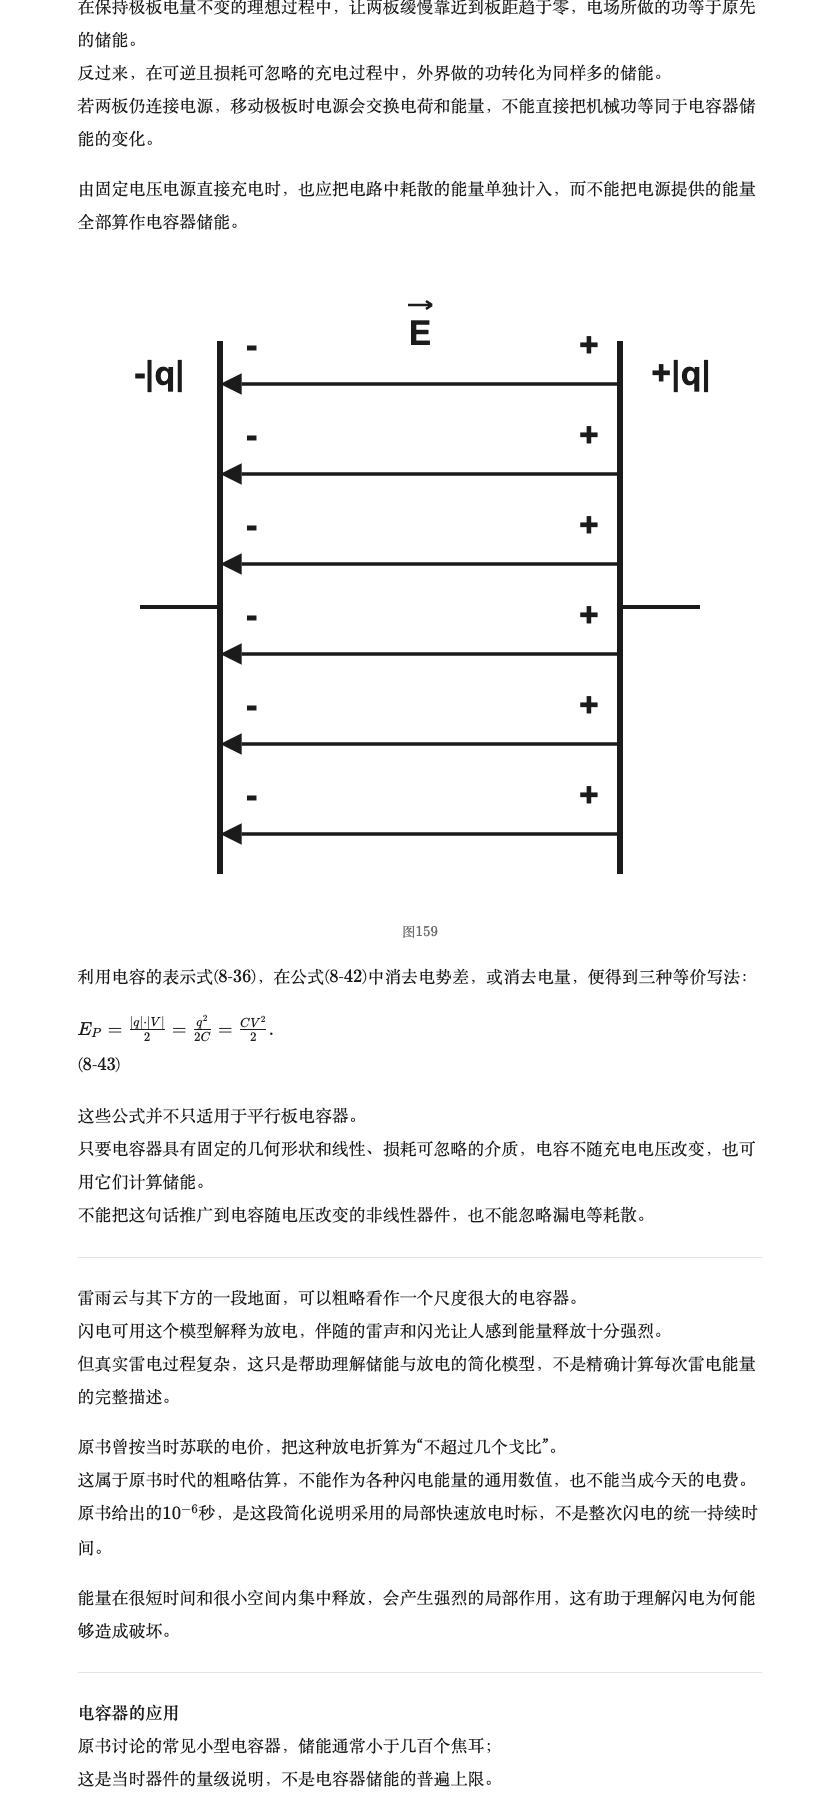 在保持极板电量不变的理想过程中，让两板缓慢靠近到板距趋于零，电场所做的功等于原先
的储能。
反过来，在可逆且损耗可忽略的充电过程中，外界做的功转化为同样多的储能。
若两板仍连接电源，移动极板时电源会交换电荷和能量，不能直接把机械功等同于电容器储
能的变化。
由固定电压电源直接充电时，也应把电路中耗散的能量单独计入，而不能把电源提供的能量
全部算作电容器储能。
E⃗
- +
-|q| +|q|
- +
- +
- +
- +
- +
图159
利用电容的表示式(8-36)，在公式(8-42)中消去电势差，或消去电量，便得到三种等价写法：
E_P = |q|·|V|/2 = q²/2C = CV²/2 .
(8-43)
这些公式并不只适用于平行板电容器。
只要电容器具有固定的几何形状和线性、损耗可忽略的介质，电容不随充电电压改变，也可
用它们计算储能。
不能把这句话推广到电容随电压改变的非线性器件，也不能忽略漏电等耗散。
雷雨云与其下方的一段地面，可以粗略看作一个尺度很大的电容器。
闪电可用这个模型解释为放电，伴随的雷声和闪光让人感到能量释放十分强烈。
但真实雷电过程复杂，这只是帮助理解储能与放电的简化模型，不是精确计算每次雷电能量
的完整描述。
原书曾按当时苏联的电价，把这种放电折算为“不超过几个戈比”。
这属于原书时代的粗略估算，不能作为各种闪电能量的通用数值，也不能当成今天的电费。
原书给出的10⁻⁶秒，是这段简化说明采用的局部快速放电时标，不是整次闪电的统一持续时
间。
能量在很短时间和很小空间内集中释放，会产生强烈的局部作用，这有助于理解闪电为何能
够造成破坏。
电容器的应用
原书讨论的常见小型电容器，储能通常小于几百个焦耳；
这是当时器件的量级说明，不是电容器储能的普遍上限。